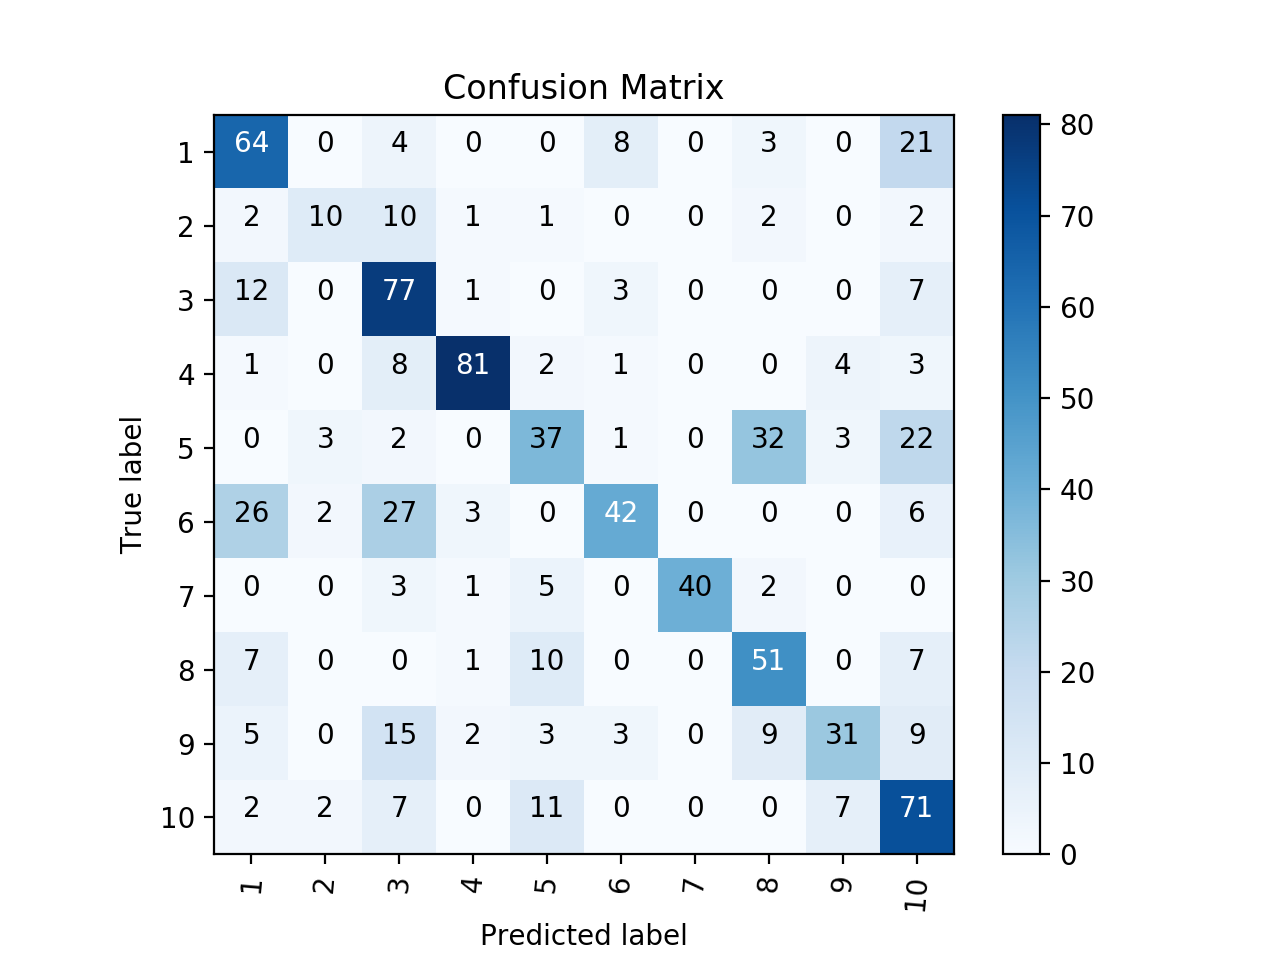 Confusion Matrix
1 64 0 4 0 0 8 0 3 0 21
2 2 10 10 1 1 0 0 2 0 2
3 12 0 77 1 0 3 0 0 0 7
4 1 0 8 81 2 1 0 0 4 3
5 0 3 2 0 37 1 0 32 3 22
6 26 2 27 3 0 42 0 0 0 6
7 0 0 3 1 5 0 40 2 0 0
8 7 0 0 1 10 0 0 51 0 7
9 5 0 15 2 3 3 0 9 31 9
10 2 2 7 0 11 0 0 0 7 71
1 2 3 4 5 6 7 8 9 10
True label
Predicted label
80
70
60
50
40
30
20
10
0